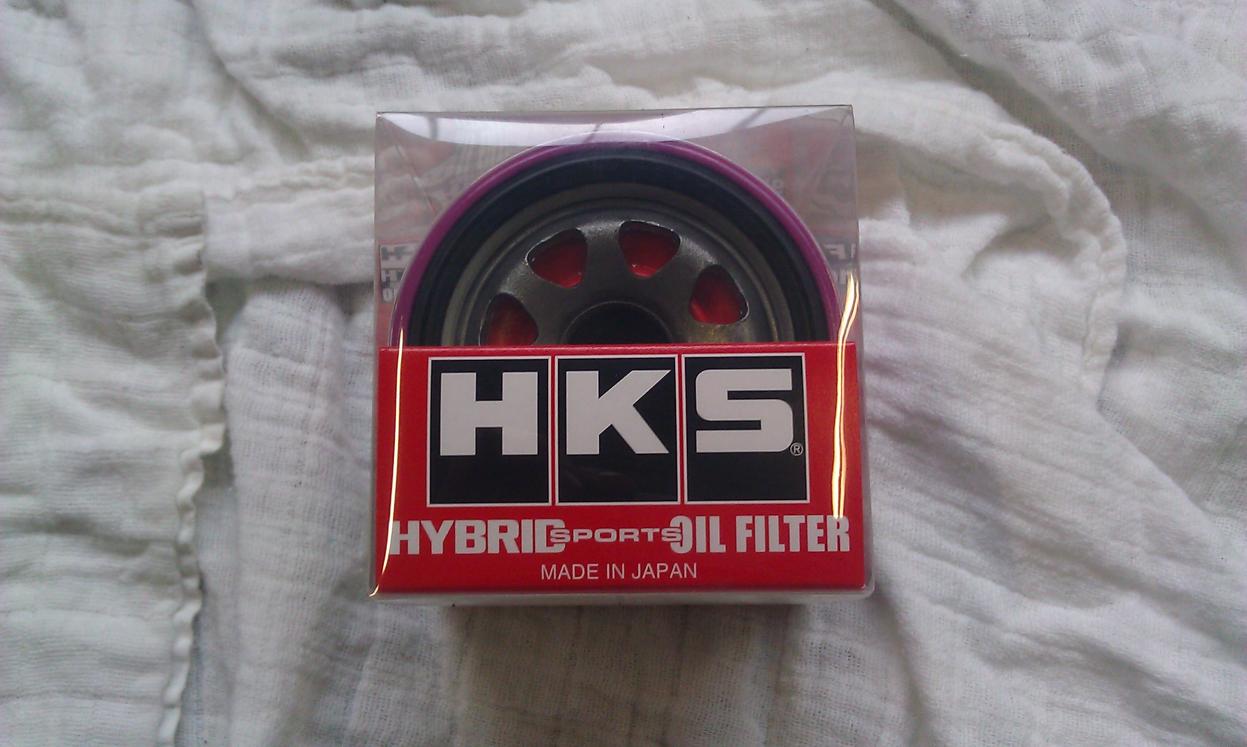 HKS®
HYBRID SPORTS OIL FILTER
MADE IN JAPAN